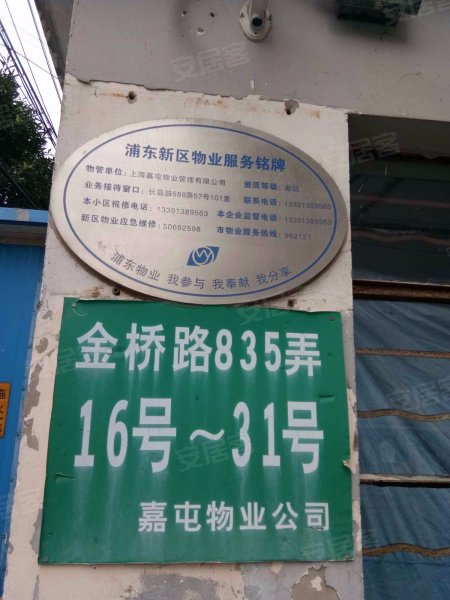 浦东新区物业服务铭牌
物管单位：上海嘉屯物业管理有限公司 资质等级：叁级
业务接待窗口：长岛路588弄57号101室 联系电话：13391389563
本小区报修电话：13391389563 本企业监管电话：13391389563
新区物业应急维修：50692598 市物业服务热线：962121
浦东物业 我参与 我奉献 我分享
金桥路835弄
16号～31号
嘉屯物业公司
安居客